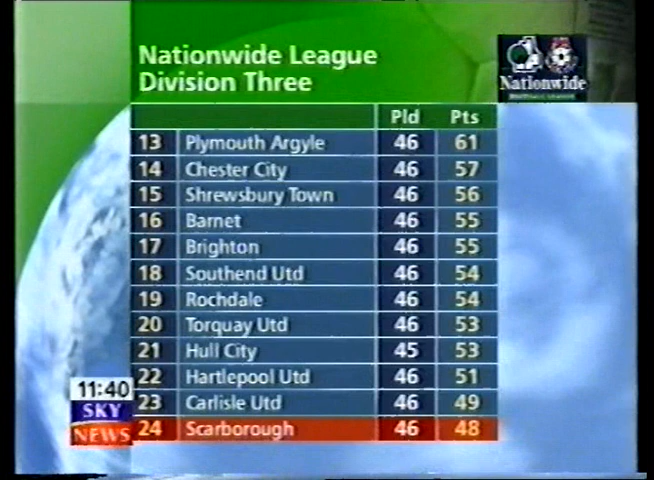 Nationwide League
Division Three
Nationwide
Pld Pts
13 Plymouth Argyle 46 61
14 Chester City 46 57
15 Shrewsbury Town 46 56
16 Barnet 46 55
17 Brighton 46 55
18 Southend Utd 46 54
19 Rochdale 46 54
20 Torquay Utd 46 53
21 Hull City 45 53
22 Hartlepool Utd 46 51
23 Carlisle Utd 46 49
24 Scarborough 46 48
11:40
SKY
NEWS